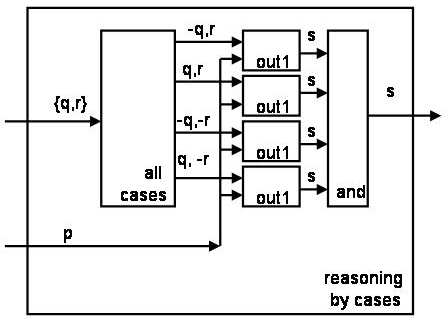 -q,r
s
out1
q,r
s
out1
{q,r}
-q,-r
s
s
out1
q, -r
s
all
cases
out1
and
p
reasoning
by cases